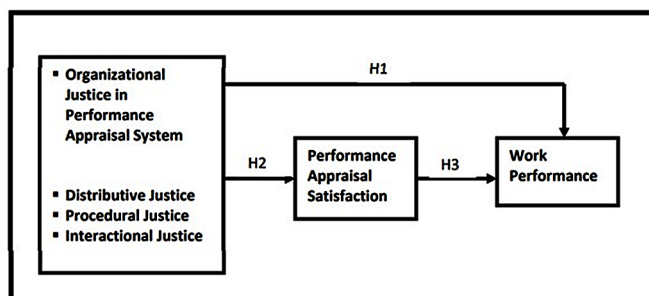 ▪ Organizational
Justice in
Performance
Appraisal System
▪ Distributive Justice
▪ Procedural Justice
▪ Interactional Justice
H1
H2
Performance
Appraisal
Satisfaction
H3
Work
Performance